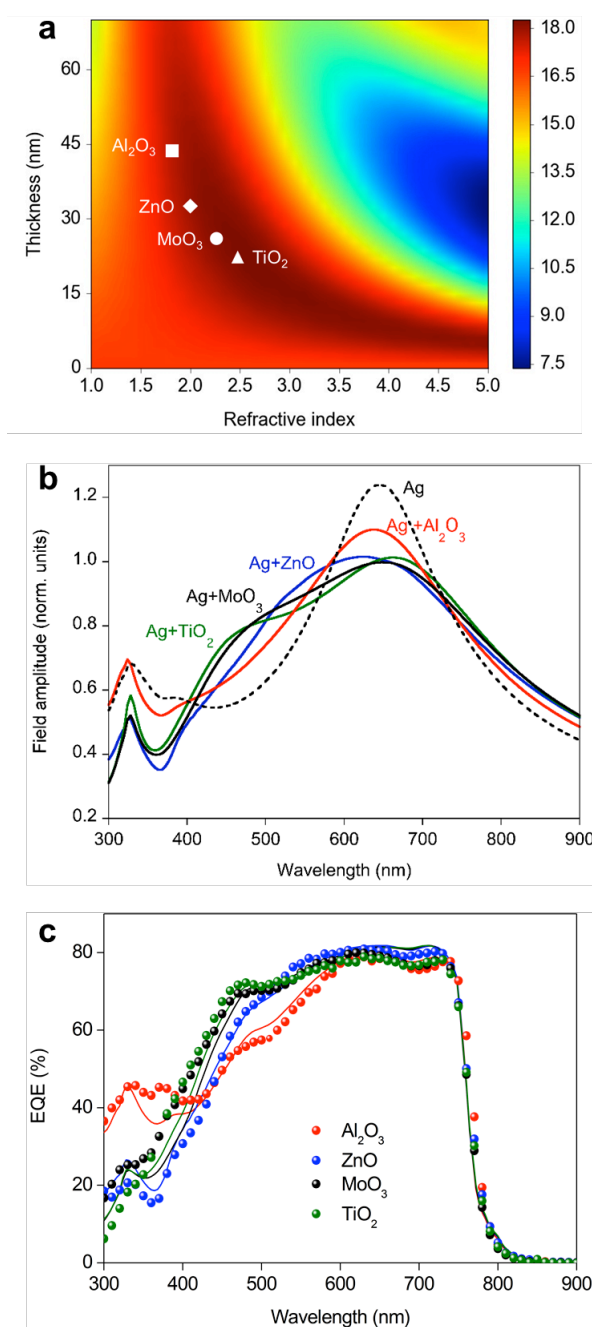 a
Thickness (nm)
60
45
30
15
0
Al₂O₃
ZnO
MoO₃
TiO₂
1.0 1.5 2.0 2.5 3.0 3.5 4.0 4.5 5.0
Refractive index
18.0
16.5
15.0
13.5
12.0
10.5
9.0
7.5
b
Field amplitude (norm. units)
1.2
1.0
0.8
0.6
0.4
0.2
Ag
Ag +Al₂O₃
Ag+ZnO
Ag+MoO₃
Ag+TiO₂
300 400 500 600 700 800 900
Wavelength (nm)
c
EQE (%)
80
60
40
20
0
Al₂O₃
ZnO
MoO₃
TiO₂
300 400 500 600 700 800 900
Wavelength (nm)